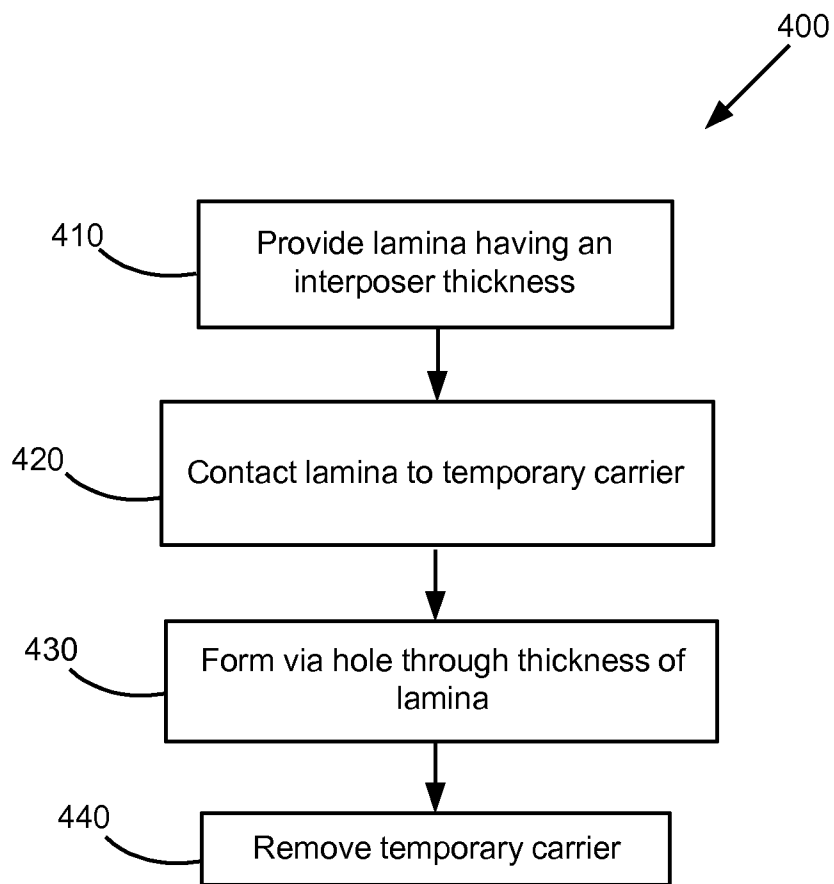 400
410
Provide lamina having an
interposer thickness
420
Contact lamina to temporary carrier
430
Form via hole through thickness of
lamina
440
Remove temporary carrier